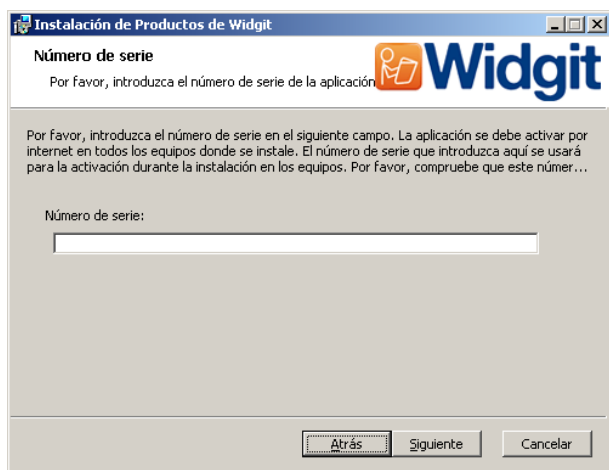 Instalación de Productos de Widgit
Número de serie
Por favor, introduzca el número de serie de la aplicación
Widgit
Por favor, introduzca el número de serie en el siguiente campo. La aplicación se debe activar por
internet en todos los equipos donde se instale. El número de serie que introduzca aquí se usará
para la activación durante la instalación en los equipos. Por favor, compruebe que este númer...
Número de serie:
Atrás
Siguiente
Cancelar